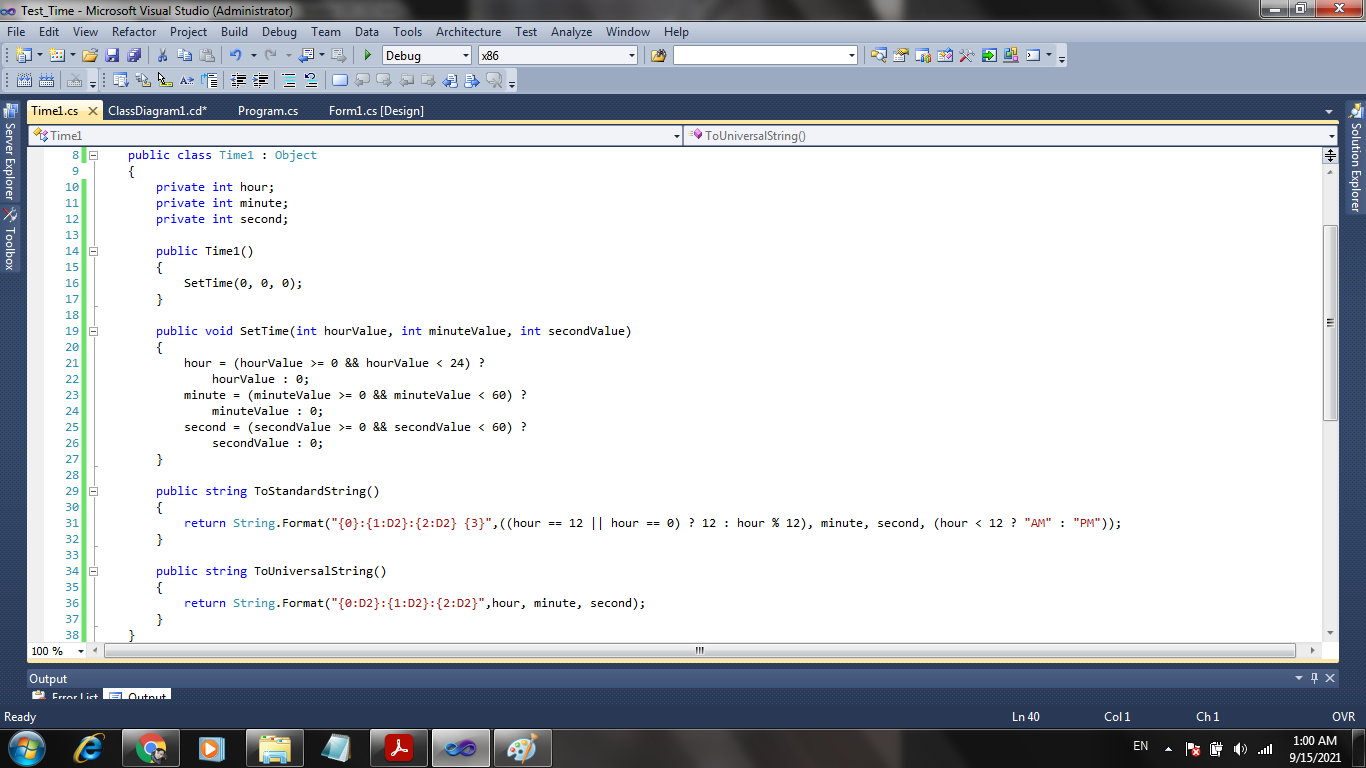 Test_Time - Microsoft Visual Studio (Administrator)
File Edit View Refactor Project Build Debug Team Data Tools Architecture Test Analyze Window Help
Debug x86
Time1.cs ClassDiagram1.cd* Program.cs Form1.cs [Design]
Time1 ToUniversalString()
Server Explorer
Toolbox
Solution Explorer
8 public class Time1 : Object
9 {
10 private int hour;
11 private int minute;
12 private int second;
13
14 public Time1()
15 {
16 SetTime(0, 0, 0);
17 }
18
19 public void SetTime(int hourValue, int minuteValue, int secondValue)
20 {
21 hour = (hourValue >= 0 && hourValue < 24) ?
22 hourValue : 0;
23 minute = (minuteValue >= 0 && minuteValue < 60) ?
24 minuteValue : 0;
25 second = (secondValue >= 0 && secondValue < 60) ?
26 secondValue : 0;
27 }
28
29 public string ToStandardString()
30 {
31 return String.Format("{0}:{1:D2}:{2:D2} {3}",((hour == 12 || hour == 0) ? 12 : hour % 12), minute, second, (hour < 12 ? "AM" : "PM"));
32 }
33
34 public string ToUniversalString()
35 {
36 return String.Format("{0:D2}:{1:D2}:{2:D2}",hour, minute, second);
37 }
38 }
100 %
Output
Error List Output
Ready Ln 40 Col 1 Ch 1 OVR
EN 1:00 AM
9/15/2021